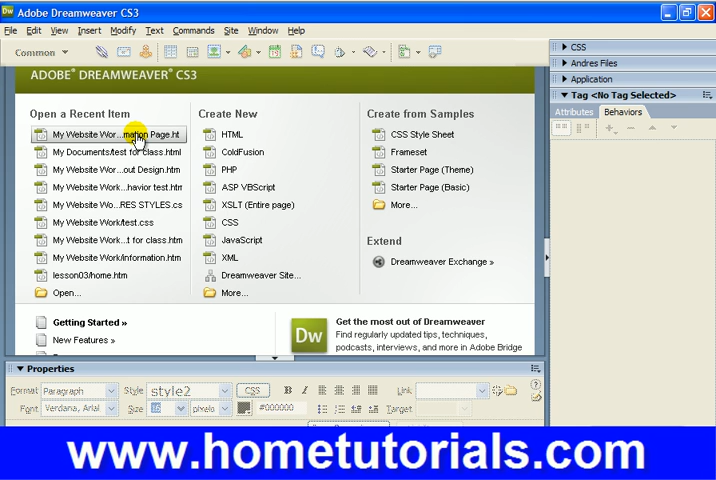 Adobe Dreamweaver CS3
File Edit View Insert Modify Text Commands Site Window Help
Common
ADOBE® DREAMWEAVER® CS3
Open a Recent Item
My Website Wor...mation Page.ht
My Documents/test for class.html
My Website Wor...out Design.htm
My Website Work...havior test.htm
My Website Wo...RES STYLES.cs
My Website Work/test.css
My Website Work...t for class.htm
My Website Work/information.htm
lesson03/home.htm
Open...
Create New
HTML
ColdFusion
PHP
ASP VBScript
XSLT (Entire page)
CSS
JavaScript
XML
Dreamweaver Site...
More...
Create from Samples
CSS Style Sheet
Frameset
Starter Page (Theme)
Starter Page (Basic)
More...
Extend
Dreamweaver Exchange »
Getting Started »
New Features »
Dw
Get the most out of Dreamweaver
Find regularly updated tips, techniques,
podcasts, interviews, and more in Adobe Bridge
CSS
Andres Files
Application
Tag <No Tag Selected>
Attributes Behaviors
Properties
Format Paragraph Style style2 CSS B I Link
Font Verdana, Arial Size 16 pixels #000000 Target
www.hometutorials.com